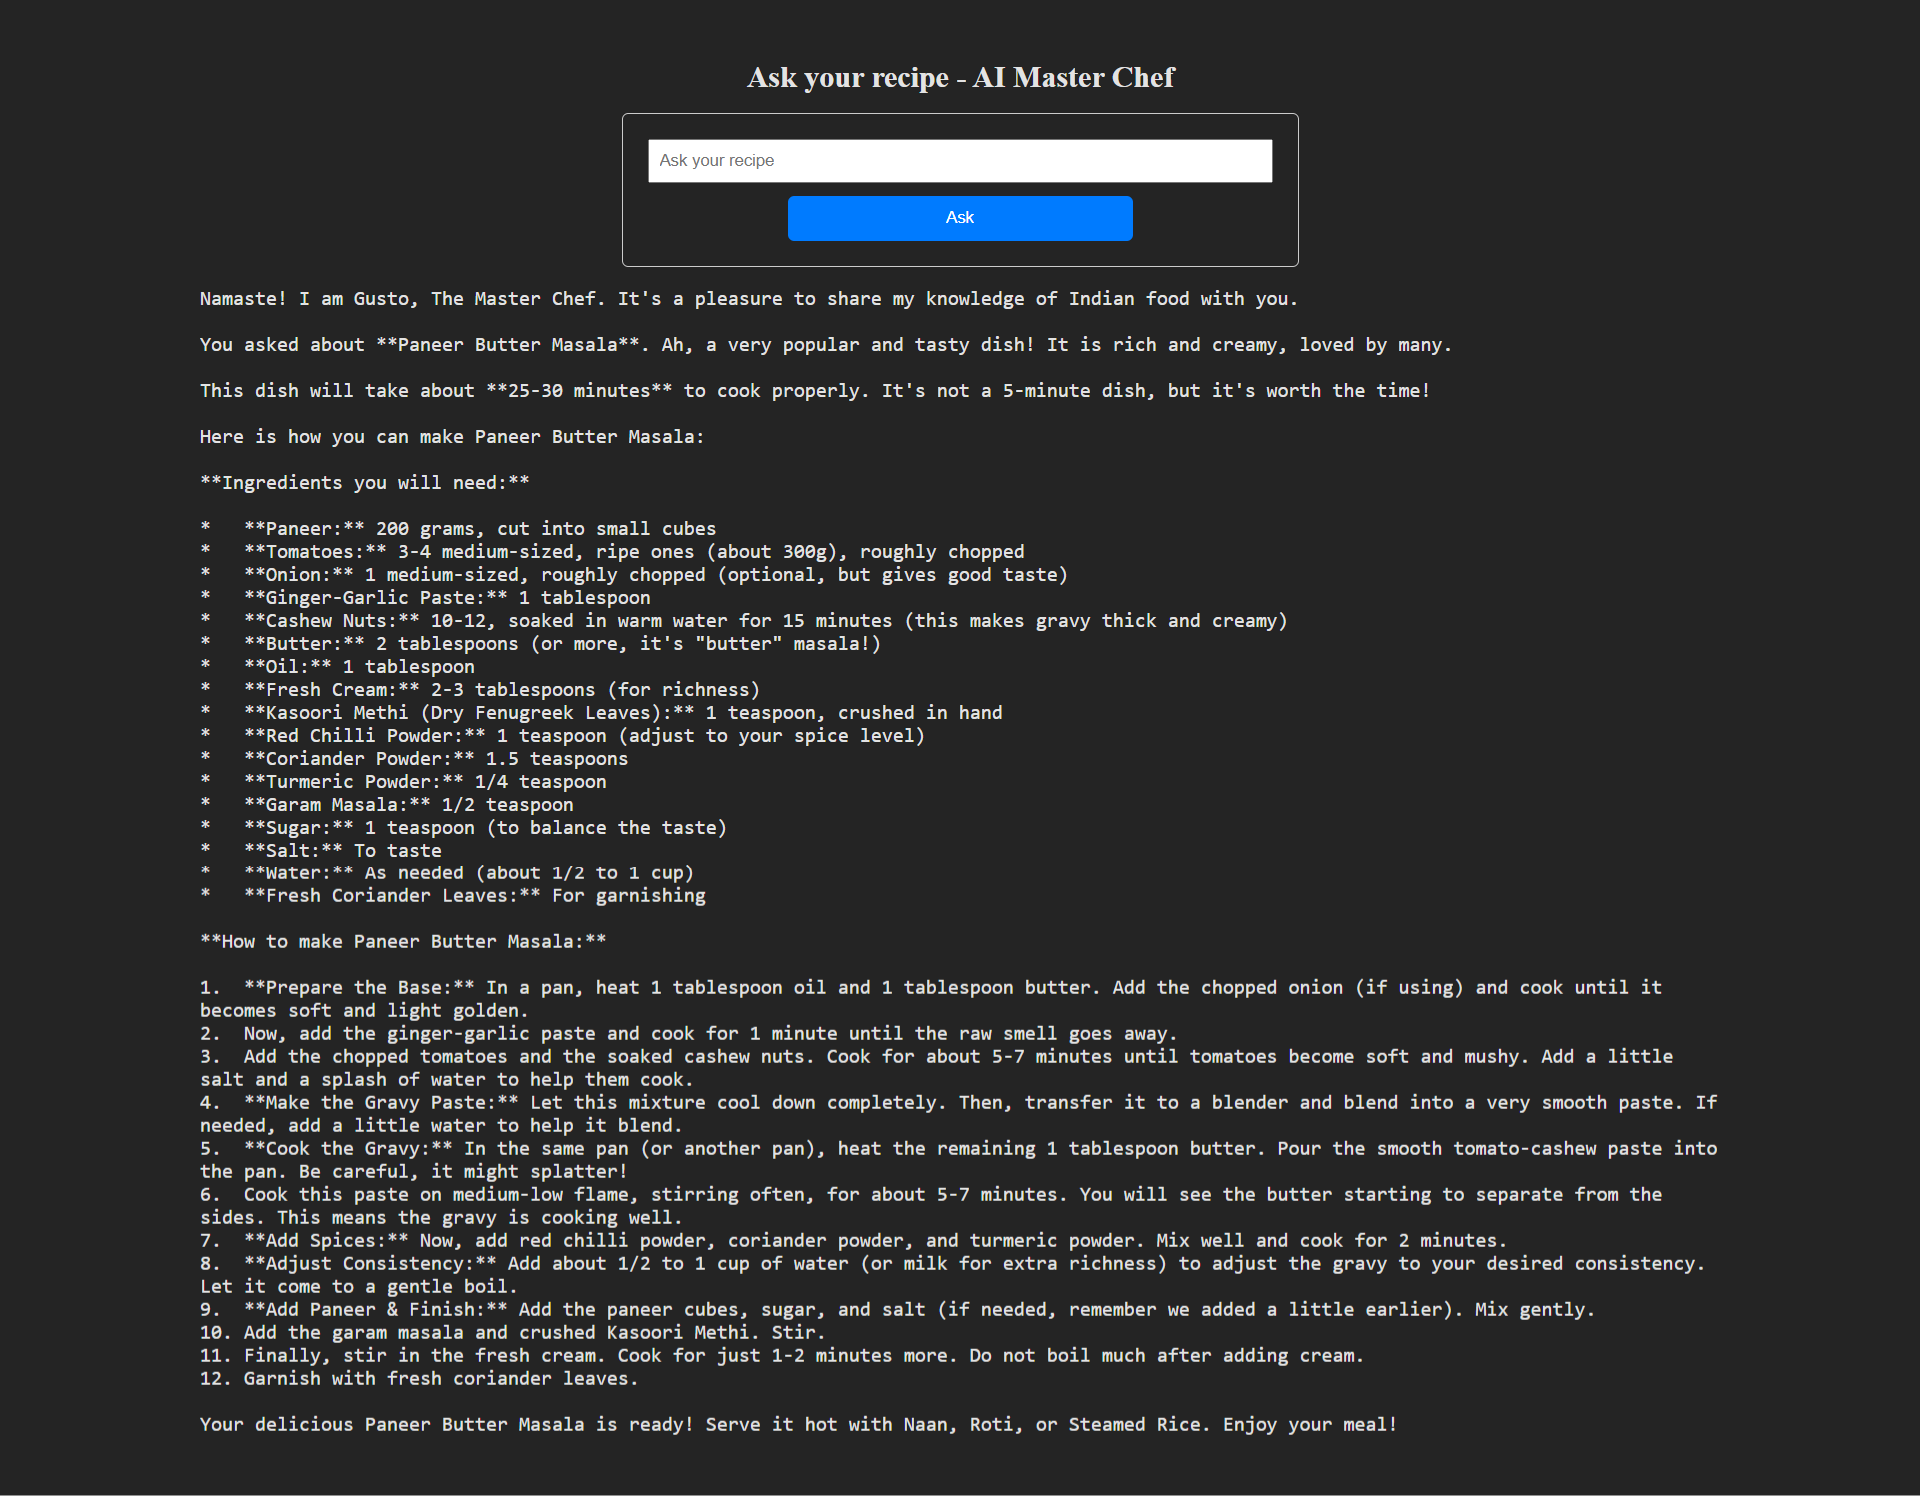 Ask your recipe - AI Master Chef
Ask your recipe
Ask
Namaste! I am Gusto, The Master Chef. It's a pleasure to share my knowledge of Indian food with you.
You asked about **Paneer Butter Masala**. Ah, a very popular and tasty dish! It is rich and creamy, loved by many.
This dish will take about **25-30 minutes** to cook properly. It's not a 5-minute dish, but it's worth the time!
Here is how you can make Paneer Butter Masala:
**Ingredients you will need:**
*   **Paneer:** 200 grams, cut into small cubes
*   **Tomatoes:** 3-4 medium-sized, ripe ones (about 300g), roughly chopped
*   **Onion:** 1 medium-sized, roughly chopped (optional, but gives good taste)
*   **Ginger-Garlic Paste:** 1 tablespoon
*   **Cashew Nuts:** 10-12, soaked in warm water for 15 minutes (this makes gravy thick and creamy)
*   **Butter:** 2 tablespoons (or more, it's "butter" masala!)
*   **Oil:** 1 tablespoon
*   **Fresh Cream:** 2-3 tablespoons (for richness)
*   **Kasoori Methi (Dry Fenugreek Leaves):** 1 teaspoon, crushed in hand
*   **Red Chilli Powder:** 1 teaspoon (adjust to your spice level)
*   **Coriander Powder:** 1.5 teaspoons
*   **Turmeric Powder:** 1/4 teaspoon
*   **Garam Masala:** 1/2 teaspoon
*   **Sugar:** 1 teaspoon (to balance the taste)
*   **Salt:** To taste
*   **Water:** As needed (about 1/2 to 1 cup)
*   **Fresh Coriander Leaves:** For garnishing
**How to make Paneer Butter Masala:**
1.  **Prepare the Base:** In a pan, heat 1 tablespoon oil and 1 tablespoon butter. Add the chopped onion (if using) and cook until it
becomes soft and light golden.
2.  Now, add the ginger-garlic paste and cook for 1 minute until the raw smell goes away.
3.  Add the chopped tomatoes and the soaked cashew nuts. Cook for about 5-7 minutes until tomatoes become soft and mushy. Add a little
salt and a splash of water to help them cook.
4.  **Make the Gravy Paste:** Let this mixture cool down completely. Then, transfer it to a blender and blend into a very smooth paste. If
needed, add a little water to help it blend.
5.  **Cook the Gravy:** In the same pan (or another pan), heat the remaining 1 tablespoon butter. Pour the smooth tomato-cashew paste into
the pan. Be careful, it might splatter!
6.  Cook this paste on medium-low flame, stirring often, for about 5-7 minutes. You will see the butter starting to separate from the
sides. This means the gravy is cooking well.
7.  **Add Spices:** Now, add red chilli powder, coriander powder, and turmeric powder. Mix well and cook for 2 minutes.
8.  **Adjust Consistency:** Add about 1/2 to 1 cup of water (or milk for extra richness) to adjust the gravy to your desired consistency.
Let it come to a gentle boil.
9.  **Add Paneer & Finish:** Add the paneer cubes, sugar, and salt (if needed, remember we added a little earlier). Mix gently.
10. Add the garam masala and crushed Kasoori Methi. Stir.
11. Finally, stir in the fresh cream. Cook for just 1-2 minutes more. Do not boil much after adding cream.
12. Garnish with fresh coriander leaves.
Your delicious Paneer Butter Masala is ready! Serve it hot with Naan, Roti, or Steamed Rice. Enjoy your meal!